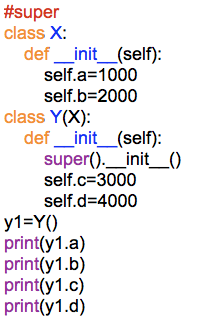 #super
class X:
    def __init__(self):
        self.a=1000
        self.b=2000
class Y(X):
    def __init__(self):
        super().__init__()
        self.c=3000
        self.d=4000
y1=Y()
print(y1.a)
print(y1.b)
print(y1.c)
print(y1.d)